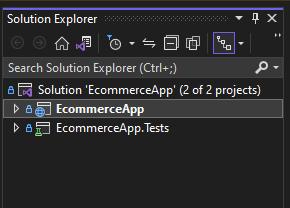 Solution Explorer
Search Solution Explorer (Ctrl+;)
Solution 'EcommerceApp' (2 of 2 projects)
EcommerceApp
EcommerceApp.Tests